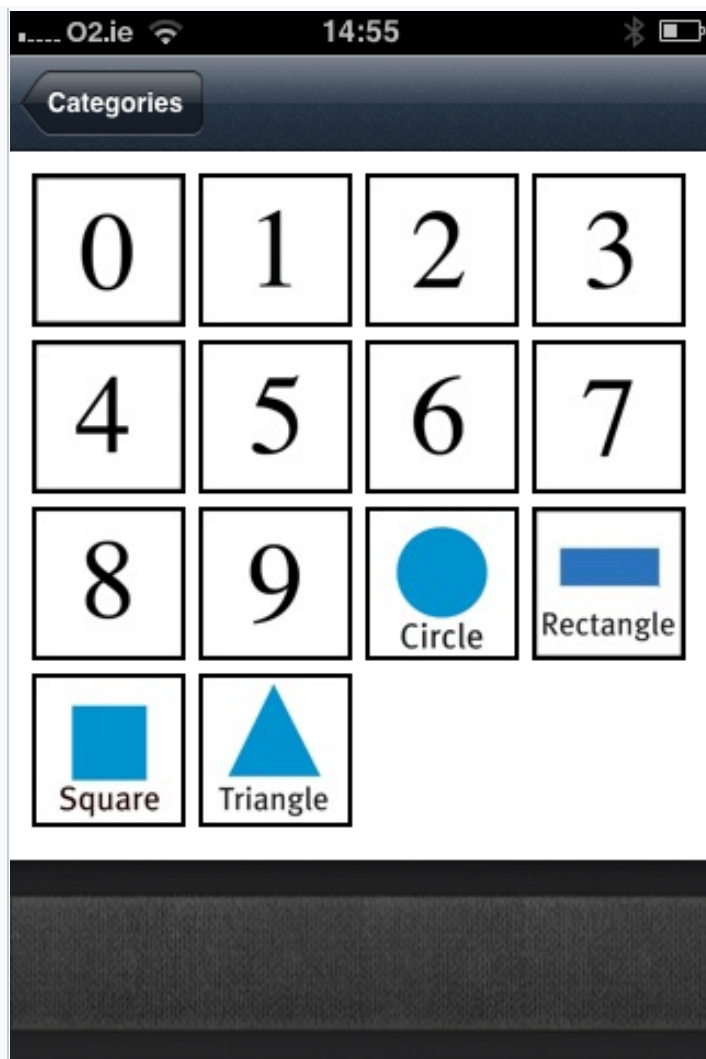 O2.ie 14:55
Categories
0 1 2 3
4 5 6 7
8 9 Circle Rectangle
Square Triangle